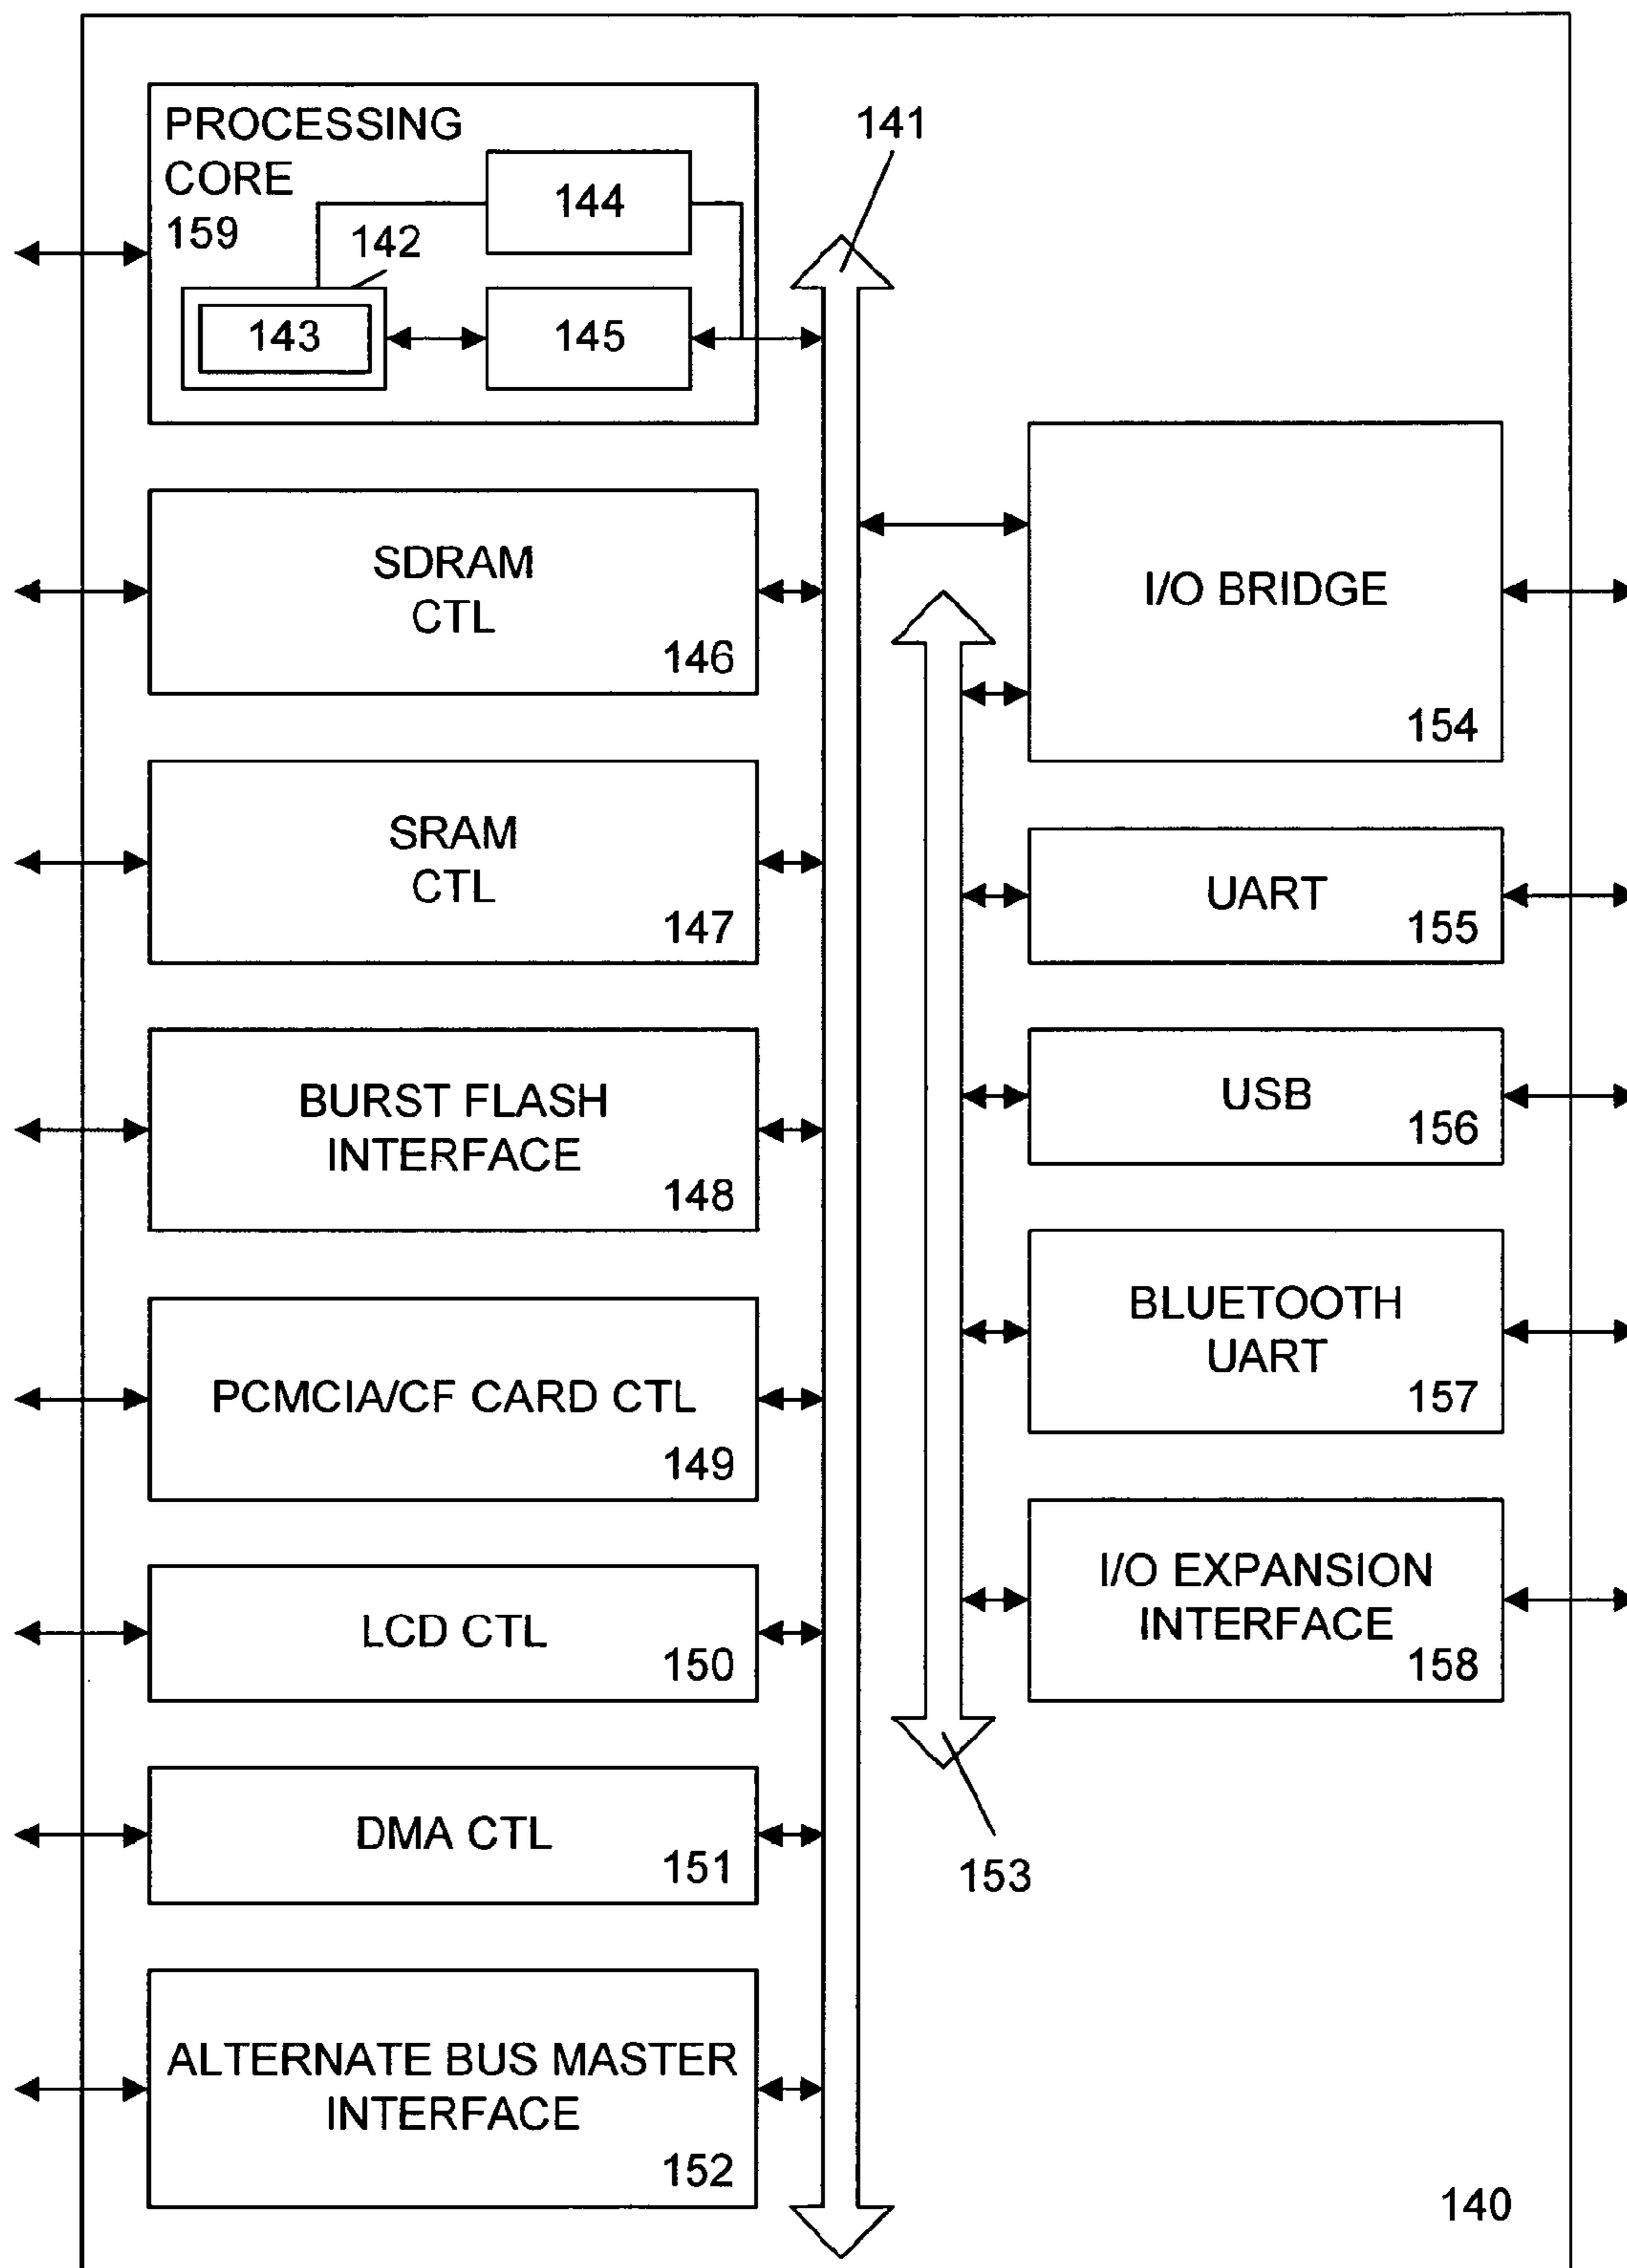 PROCESSING
CORE
159
142
144
143
145
141
SDRAM
CTL
146
SRAM
CTL
147
BURST FLASH
INTERFACE
148
PCMCIA/CF CARD CTL
149
LCD CTL
150
DMA CTL
151
ALTERNATE BUS MASTER
INTERFACE
152
I/O BRIDGE
154
UART
155
USB
156
BLUETOOTH
UART
157
I/O EXPANSION
INTERFACE
158
153
140